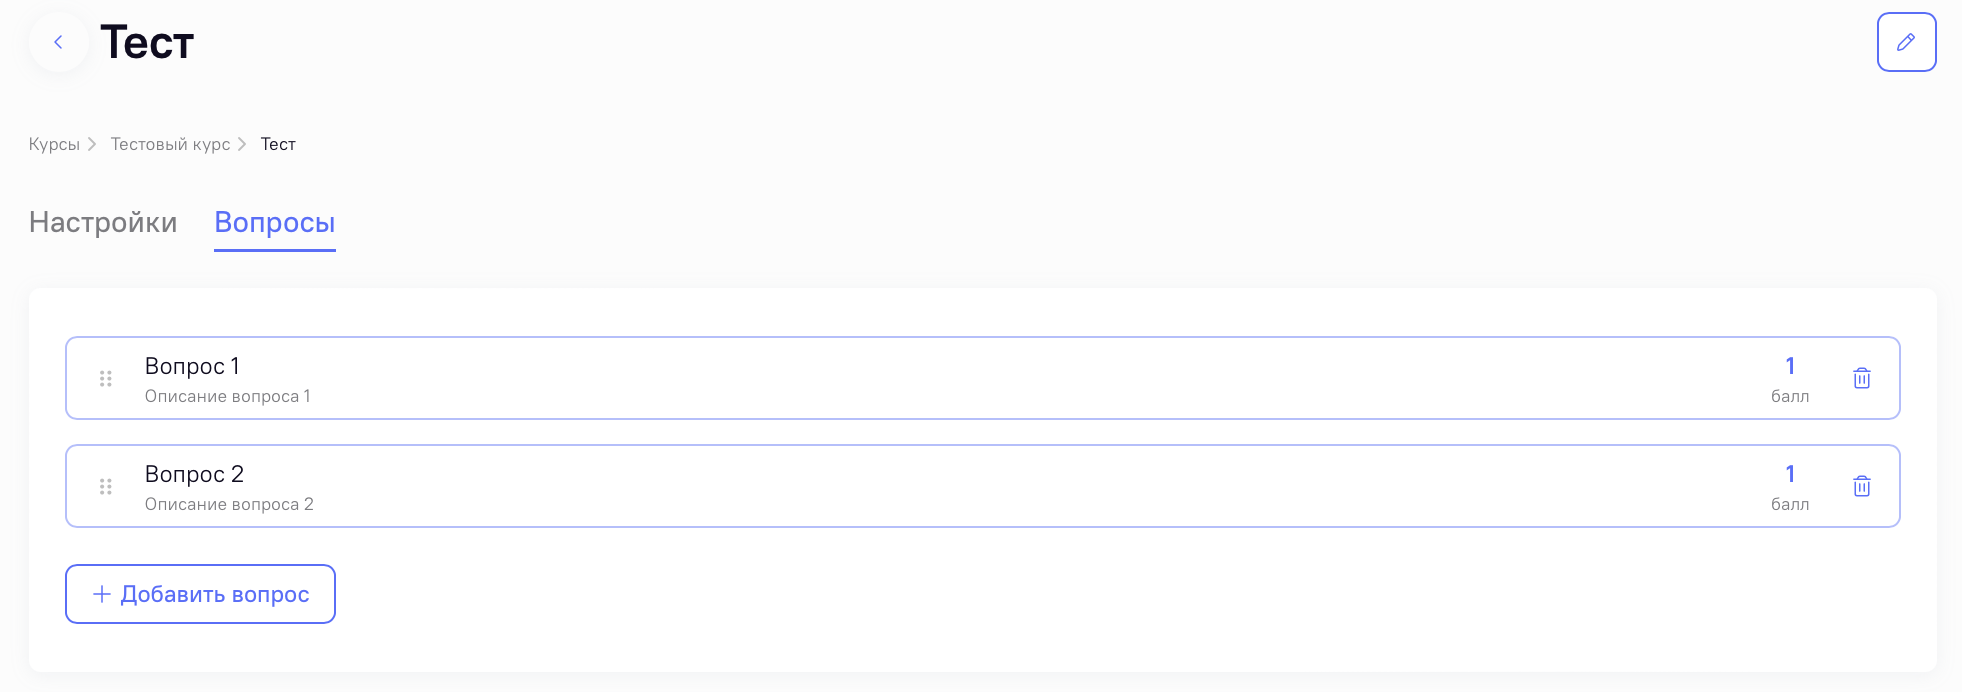 Тест
Курсы Тестовый курс Тест
Настройки Вопросы
Вопрос 1
Описание вопроса 1
1
балл
Вопрос 2
Описание вопроса 2
1
балл
Добавить вопрос